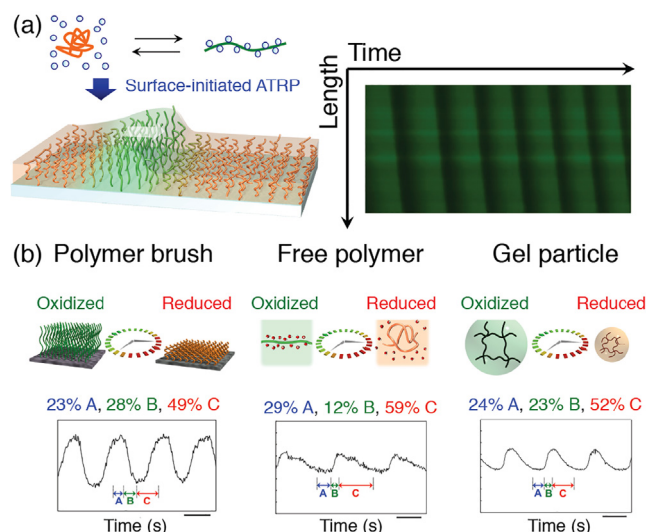 (a)
Surface-initiated ATRP
Time
Length
(b)
Polymer brush
Free polymer
Gel particle
Oxidized
Reduced
Oxidized
Reduced
Oxidized
Reduced
23% A, 28% B, 49% C
29% A, 12% B, 59% C
24% A, 23% B, 52% C
A B C
A B C
A B C
Time (s)
Time (s)
Time (s)